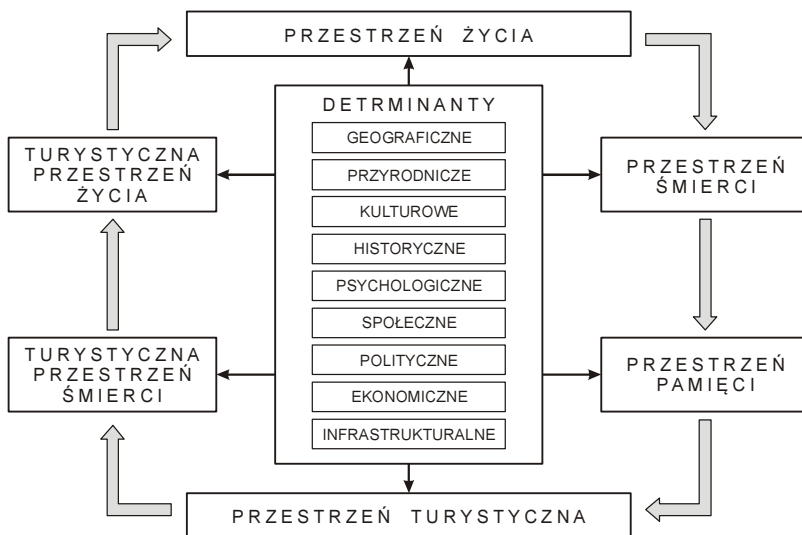 PRZESTRZEŃ ŻYCIA
DETRMINANTY
GEOGRAFICZNE
PRZYRODNICZE
KULTUROWE
HISTORYCZNE
PSYCHOLOGICZNE
SPOŁECZNE
POLITYCZNE
EKONOMICZNE
INFRASTRUKTURALNE
TURYSTYCZNA
PRZESTRZEŃ
ŻYCIA
PRZESTRZEŃ
ŚMIERCI
TURYSTYCZNA
PRZESTRZEŃ
ŚMIERCI
PRZESTRZEŃ
PAMIĘCI
PRZESTRZEŃ TURYSTYCZNA